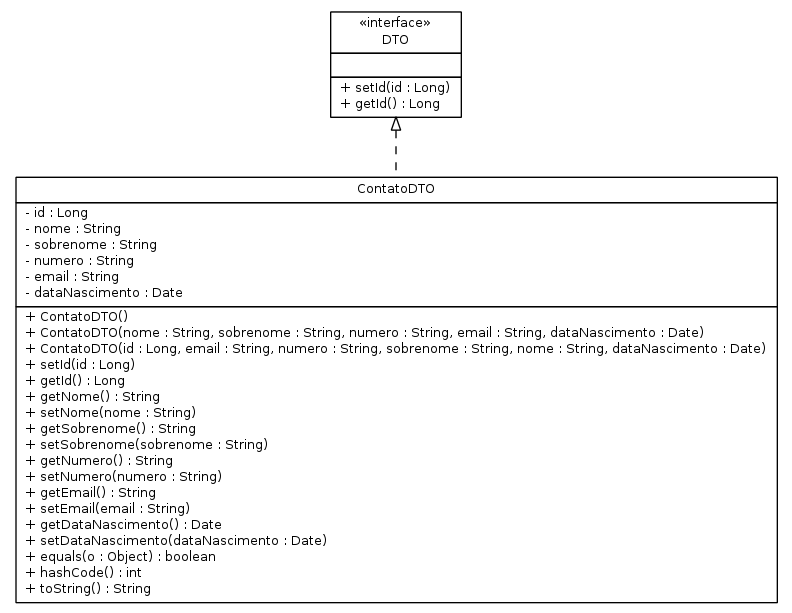 «interface»
DTO
+ setId(id : Long)
+ getId() : Long
ContatoDTO
- id : Long
- nome : String
- sobrenome : String
- numero : String
- email : String
- dataNascimento : Date
+ ContatoDTO()
+ ContatoDTO(nome : String, sobrenome : String, numero : String, email : String, dataNascimento : Date)
+ ContatoDTO(id : Long, email : String, numero : String, sobrenome : String, nome : String, dataNascimento : Date)
+ setId(id : Long)
+ getId() : Long
+ getNome() : String
+ setNome(nome : String)
+ getSobrenome() : String
+ setSobrenome(sobrenome : String)
+ getNumero() : String
+ setNumero(numero : String)
+ getEmail() : String
+ setEmail(email : String)
+ getDataNascimento() : Date
+ setDataNascimento(dataNascimento : Date)
+ equals(o : Object) : boolean
+ hashCode() : int
+ toString() : String